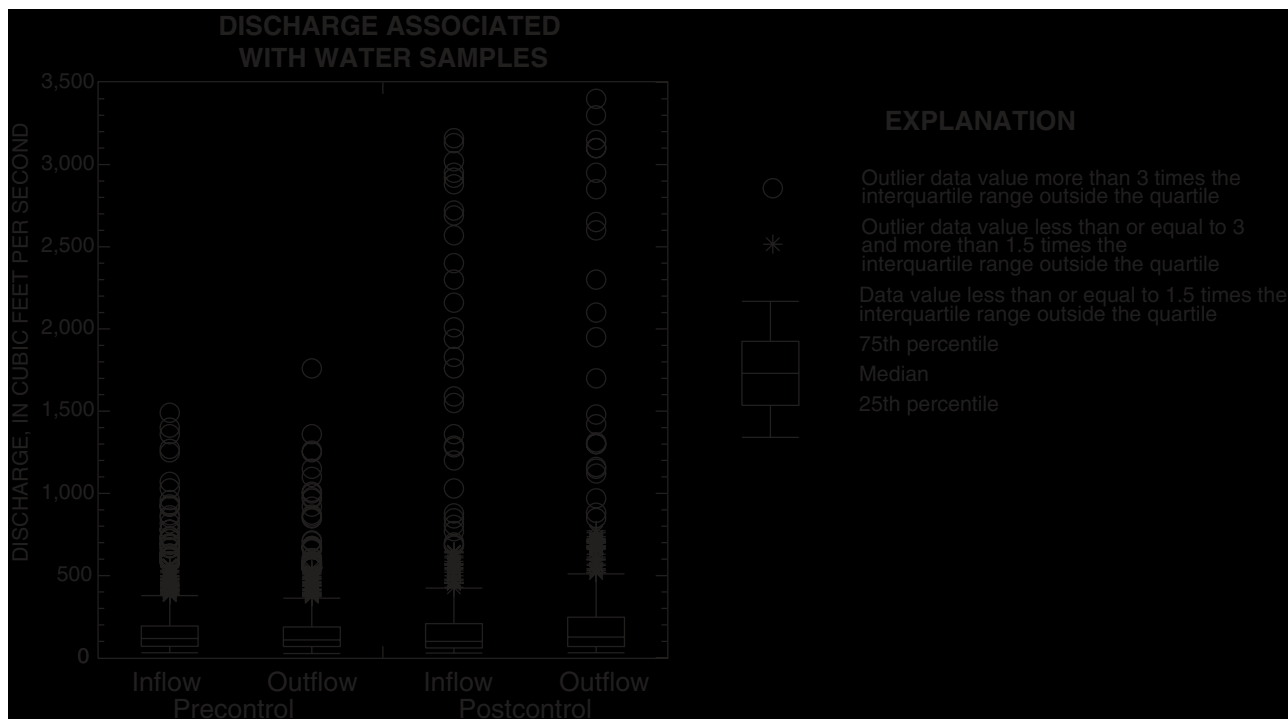 DISCHARGE ASSOCIATED
WITH WATER SAMPLES
DISCHARGE, IN CUBIC FEET PER SECOND
3,500
3,000
2,500
2,000
1,500
1,000
500
0
Inflow Outflow Inflow Outflow
Precontrol Postcontrol
EXPLANATION
Outlier data value more than 3 times the
interquartile range outside the quartile
Outlier data value less than or equal to 3
and more than 1.5 times the
interquartile range outside the quartile
Data value less than or equal to 1.5 times the
interquartile range outside the quartile
75th percentile
Median
25th percentile